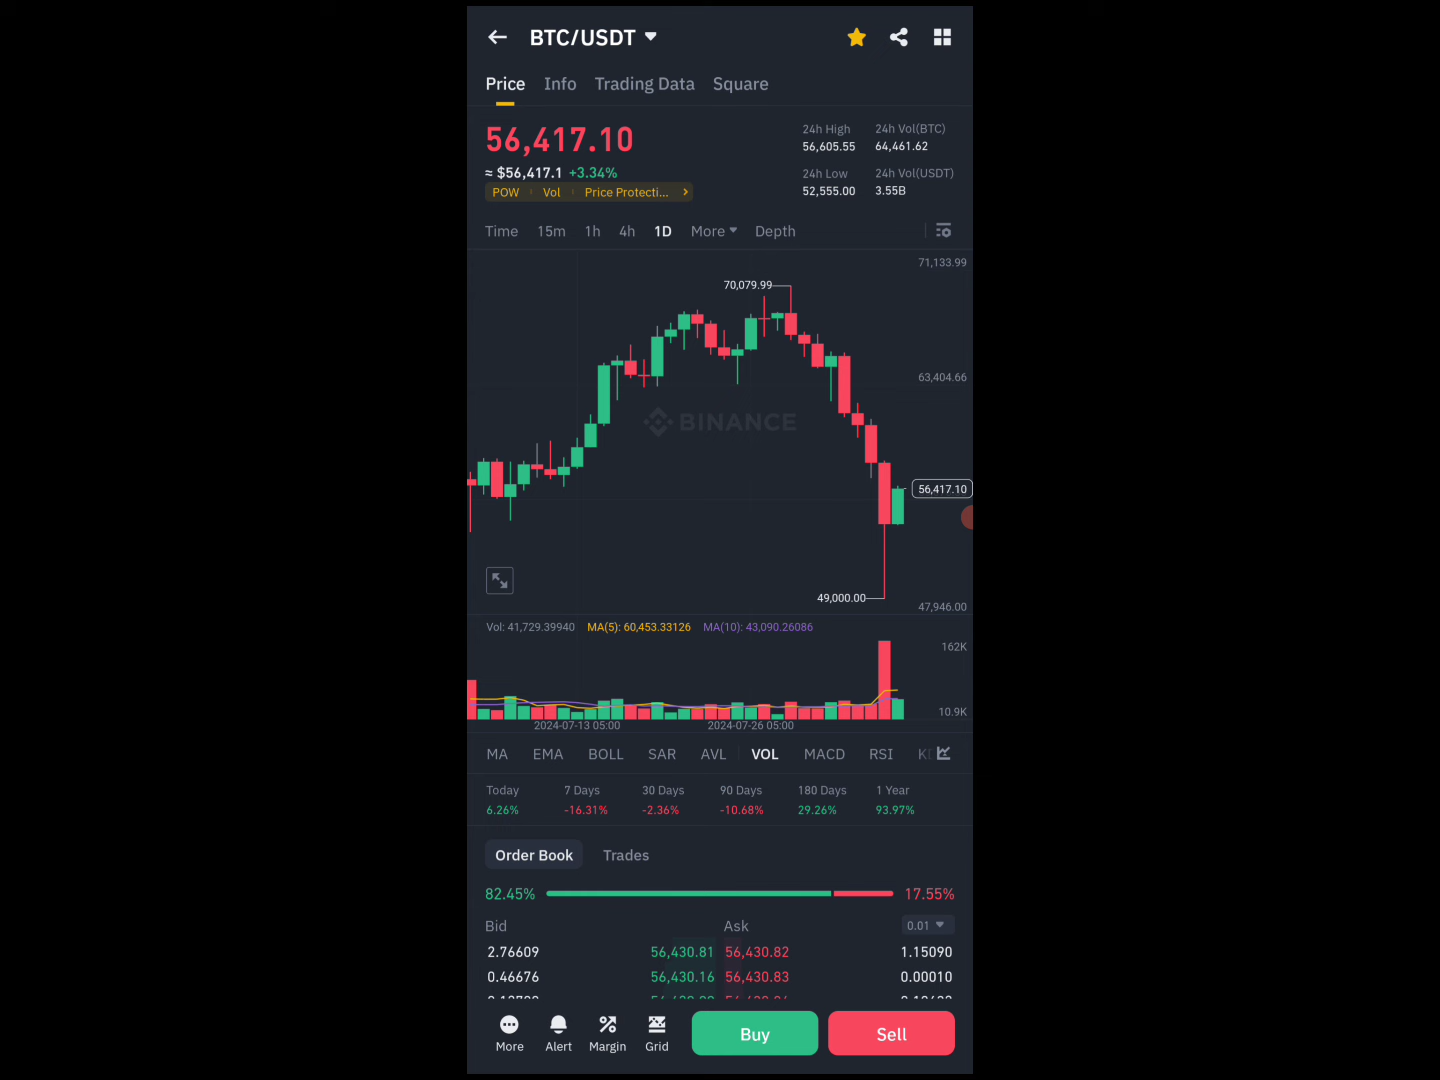 BTC/USDT
Price Info Trading Data Square
56,417.10
≈ $56,417.1 +3.34%
POW Vol Price Protecti...
24h High 24h Vol(BTC)
56,605.55 64,461.62
24h Low 24h Vol(USDT)
52,555.00 3.55B
Time 15m 1h 4h 1D More Depth
71,133.99
70,079.99
63,404.66
BINANCE
56,417.10
49,000.00
47,946.00
Vol: 41,729.39940 MA(5): 60,453.33126 MA(10): 43,090.26086
162K
10.9K
2024-07-13 05:00 2024-07-26 05:00
MA EMA BOLL SAR AVL VOL MACD RSI
Today 7 Days 30 Days 90 Days 180 Days 1 Year
6.26% -16.31% -2.36% -10.68% 29.26% 93.97%
Order Book Trades
82.45% 17.55%
Bid Ask 0.01
2.76609 56,430.81 56,430.82 1.15090
0.46676 56,430.16 56,430.83 0.00010
More Alert Margin Grid Buy Sell